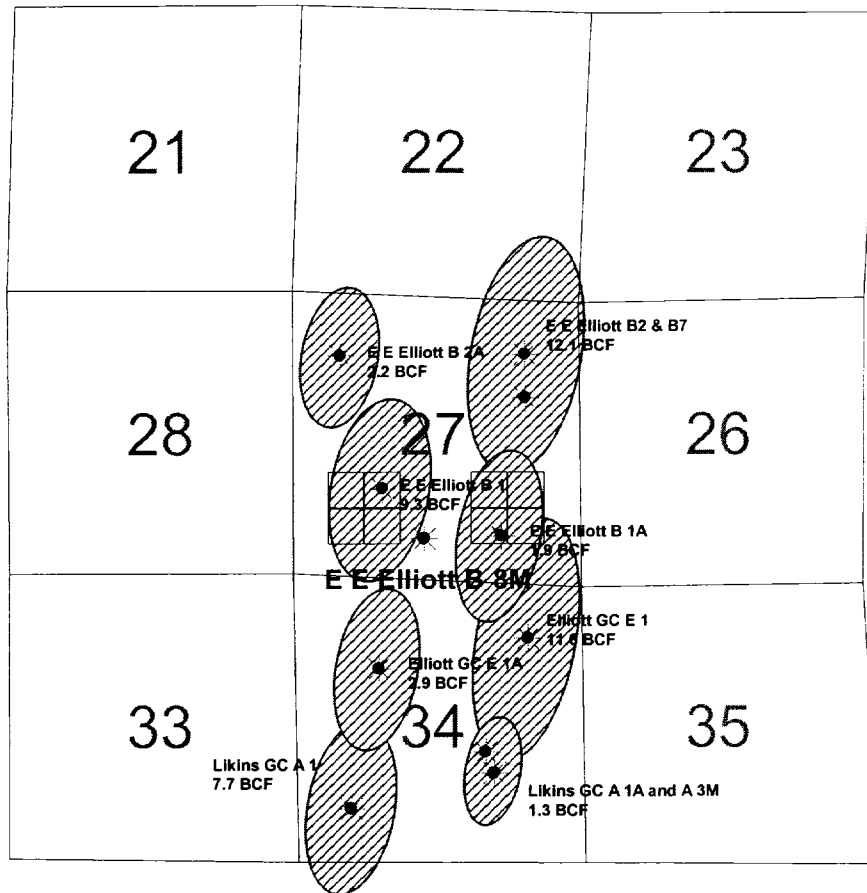 21
22
23
E E Elliott B2 & B7
12.1 BCF
E E Elliott B 2A
2.2 BCF
28
27
26
E E Elliott B 1
9.3 BCF
E E Elliott B 1A
1.9 BCF
E E Elliott B 8M
Elliott GC E 1
11.6 BCF
Elliott GC E 1A
2.9 BCF
33
34
35
Likins GC A 1
7.7 BCF
Likins GC A 1A and A 3M
1.3 BCF